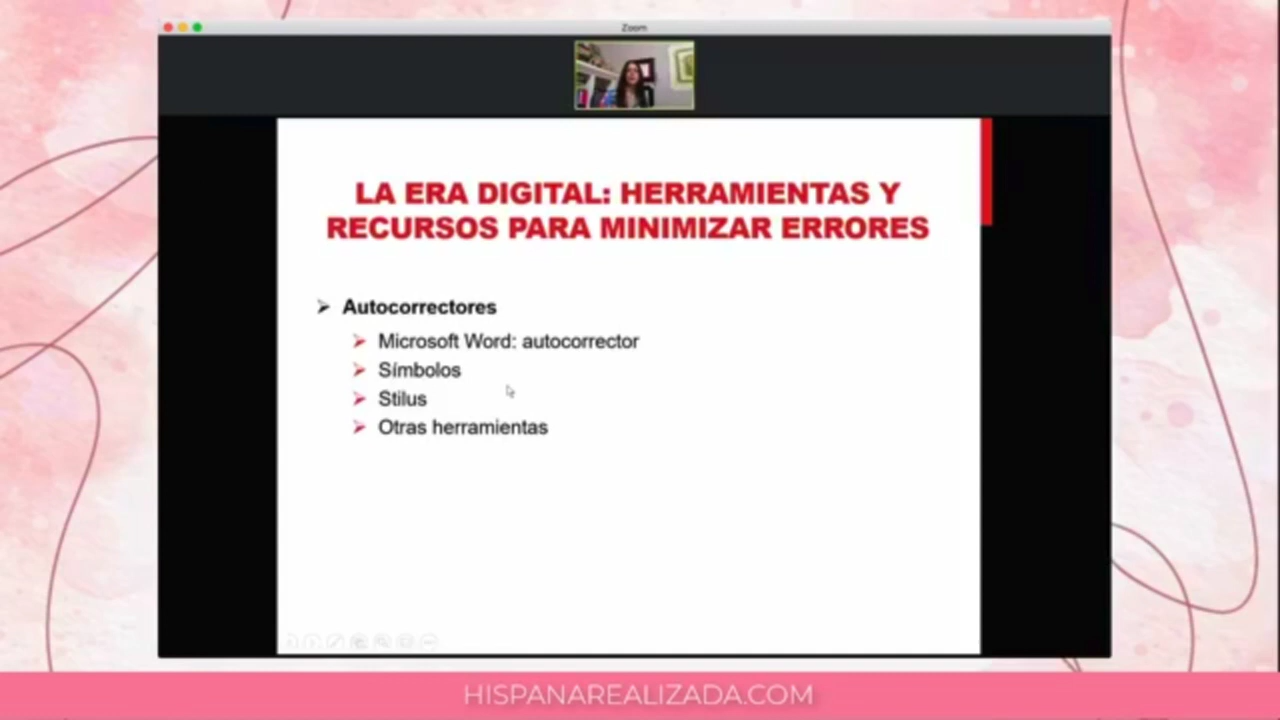 Zoom
LA ERA DIGITAL: HERRAMIENTAS Y
RECURSOS PARA MINIMIZAR ERRORES
Autocorrectores
Microsoft Word: autocorrector
Símbolos
Stilus
Otras herramientas
HISPANAREALIZADA.COM